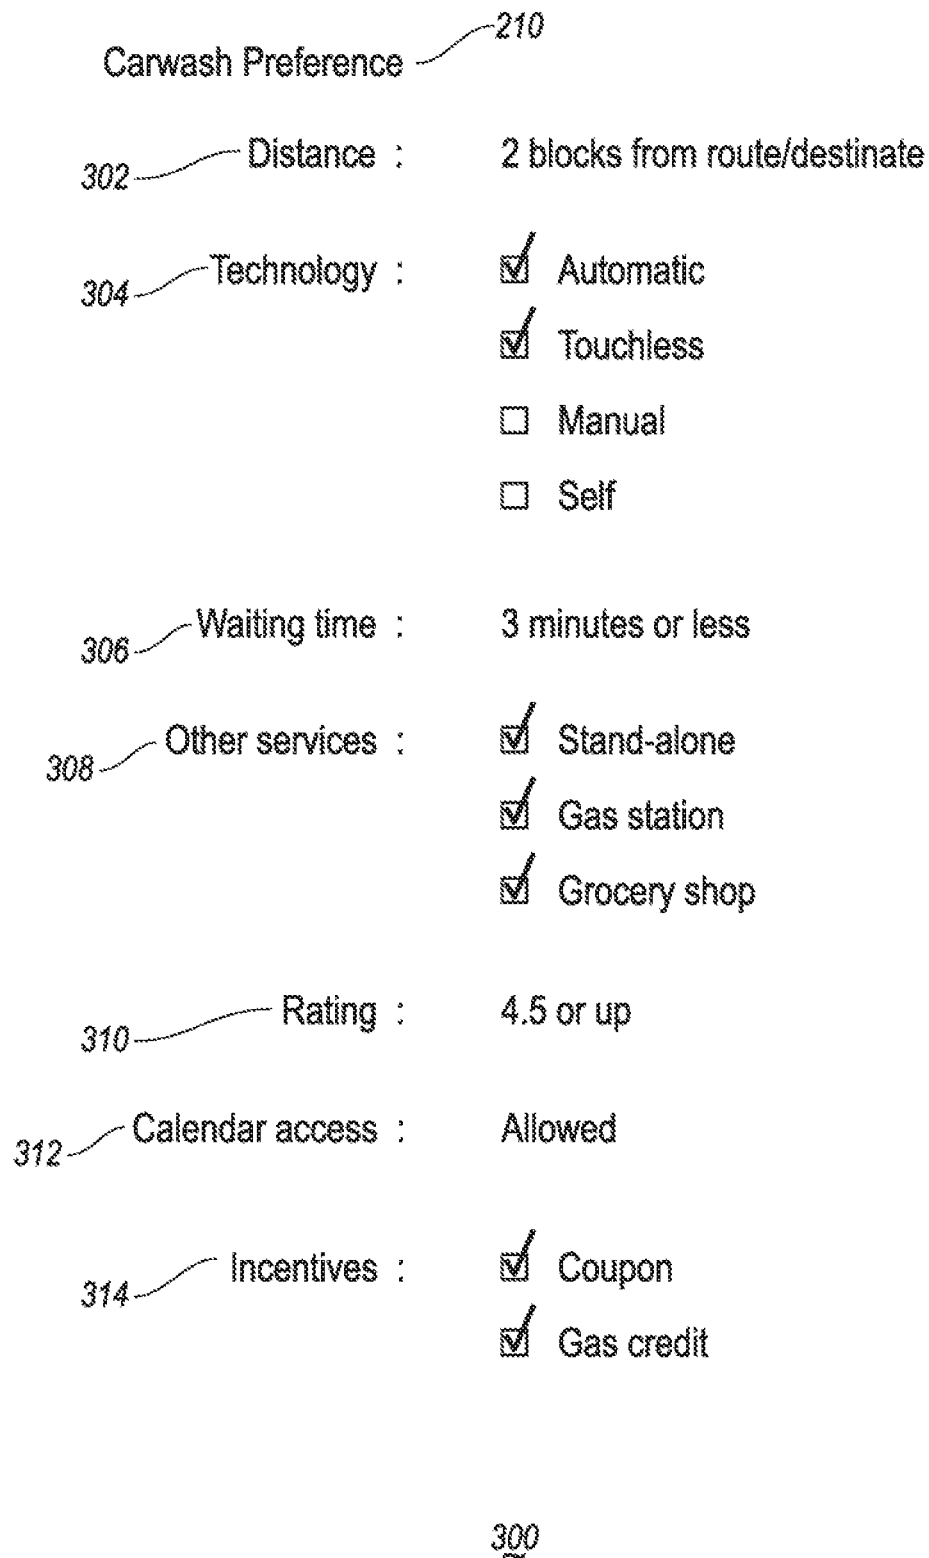 210
Carwash Preference
302 Distance : 2 blocks from route/destinate
304 Technology : Automatic
Touchless
Manual
Self
306 Waiting time : 3 minutes or less
308 Other services : Stand-alone
Gas station
Grocery shop
310 Rating : 4.5 or up
312 Calendar access : Allowed
314 Incentives : Coupon
Gas credit
300